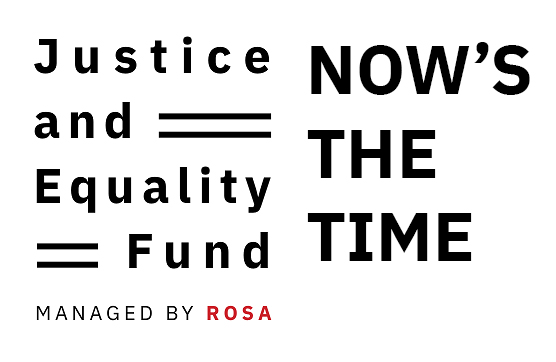 Justice
and
Equality
Fund
MANAGED BY ROSA
NOW’S
THE
TIME